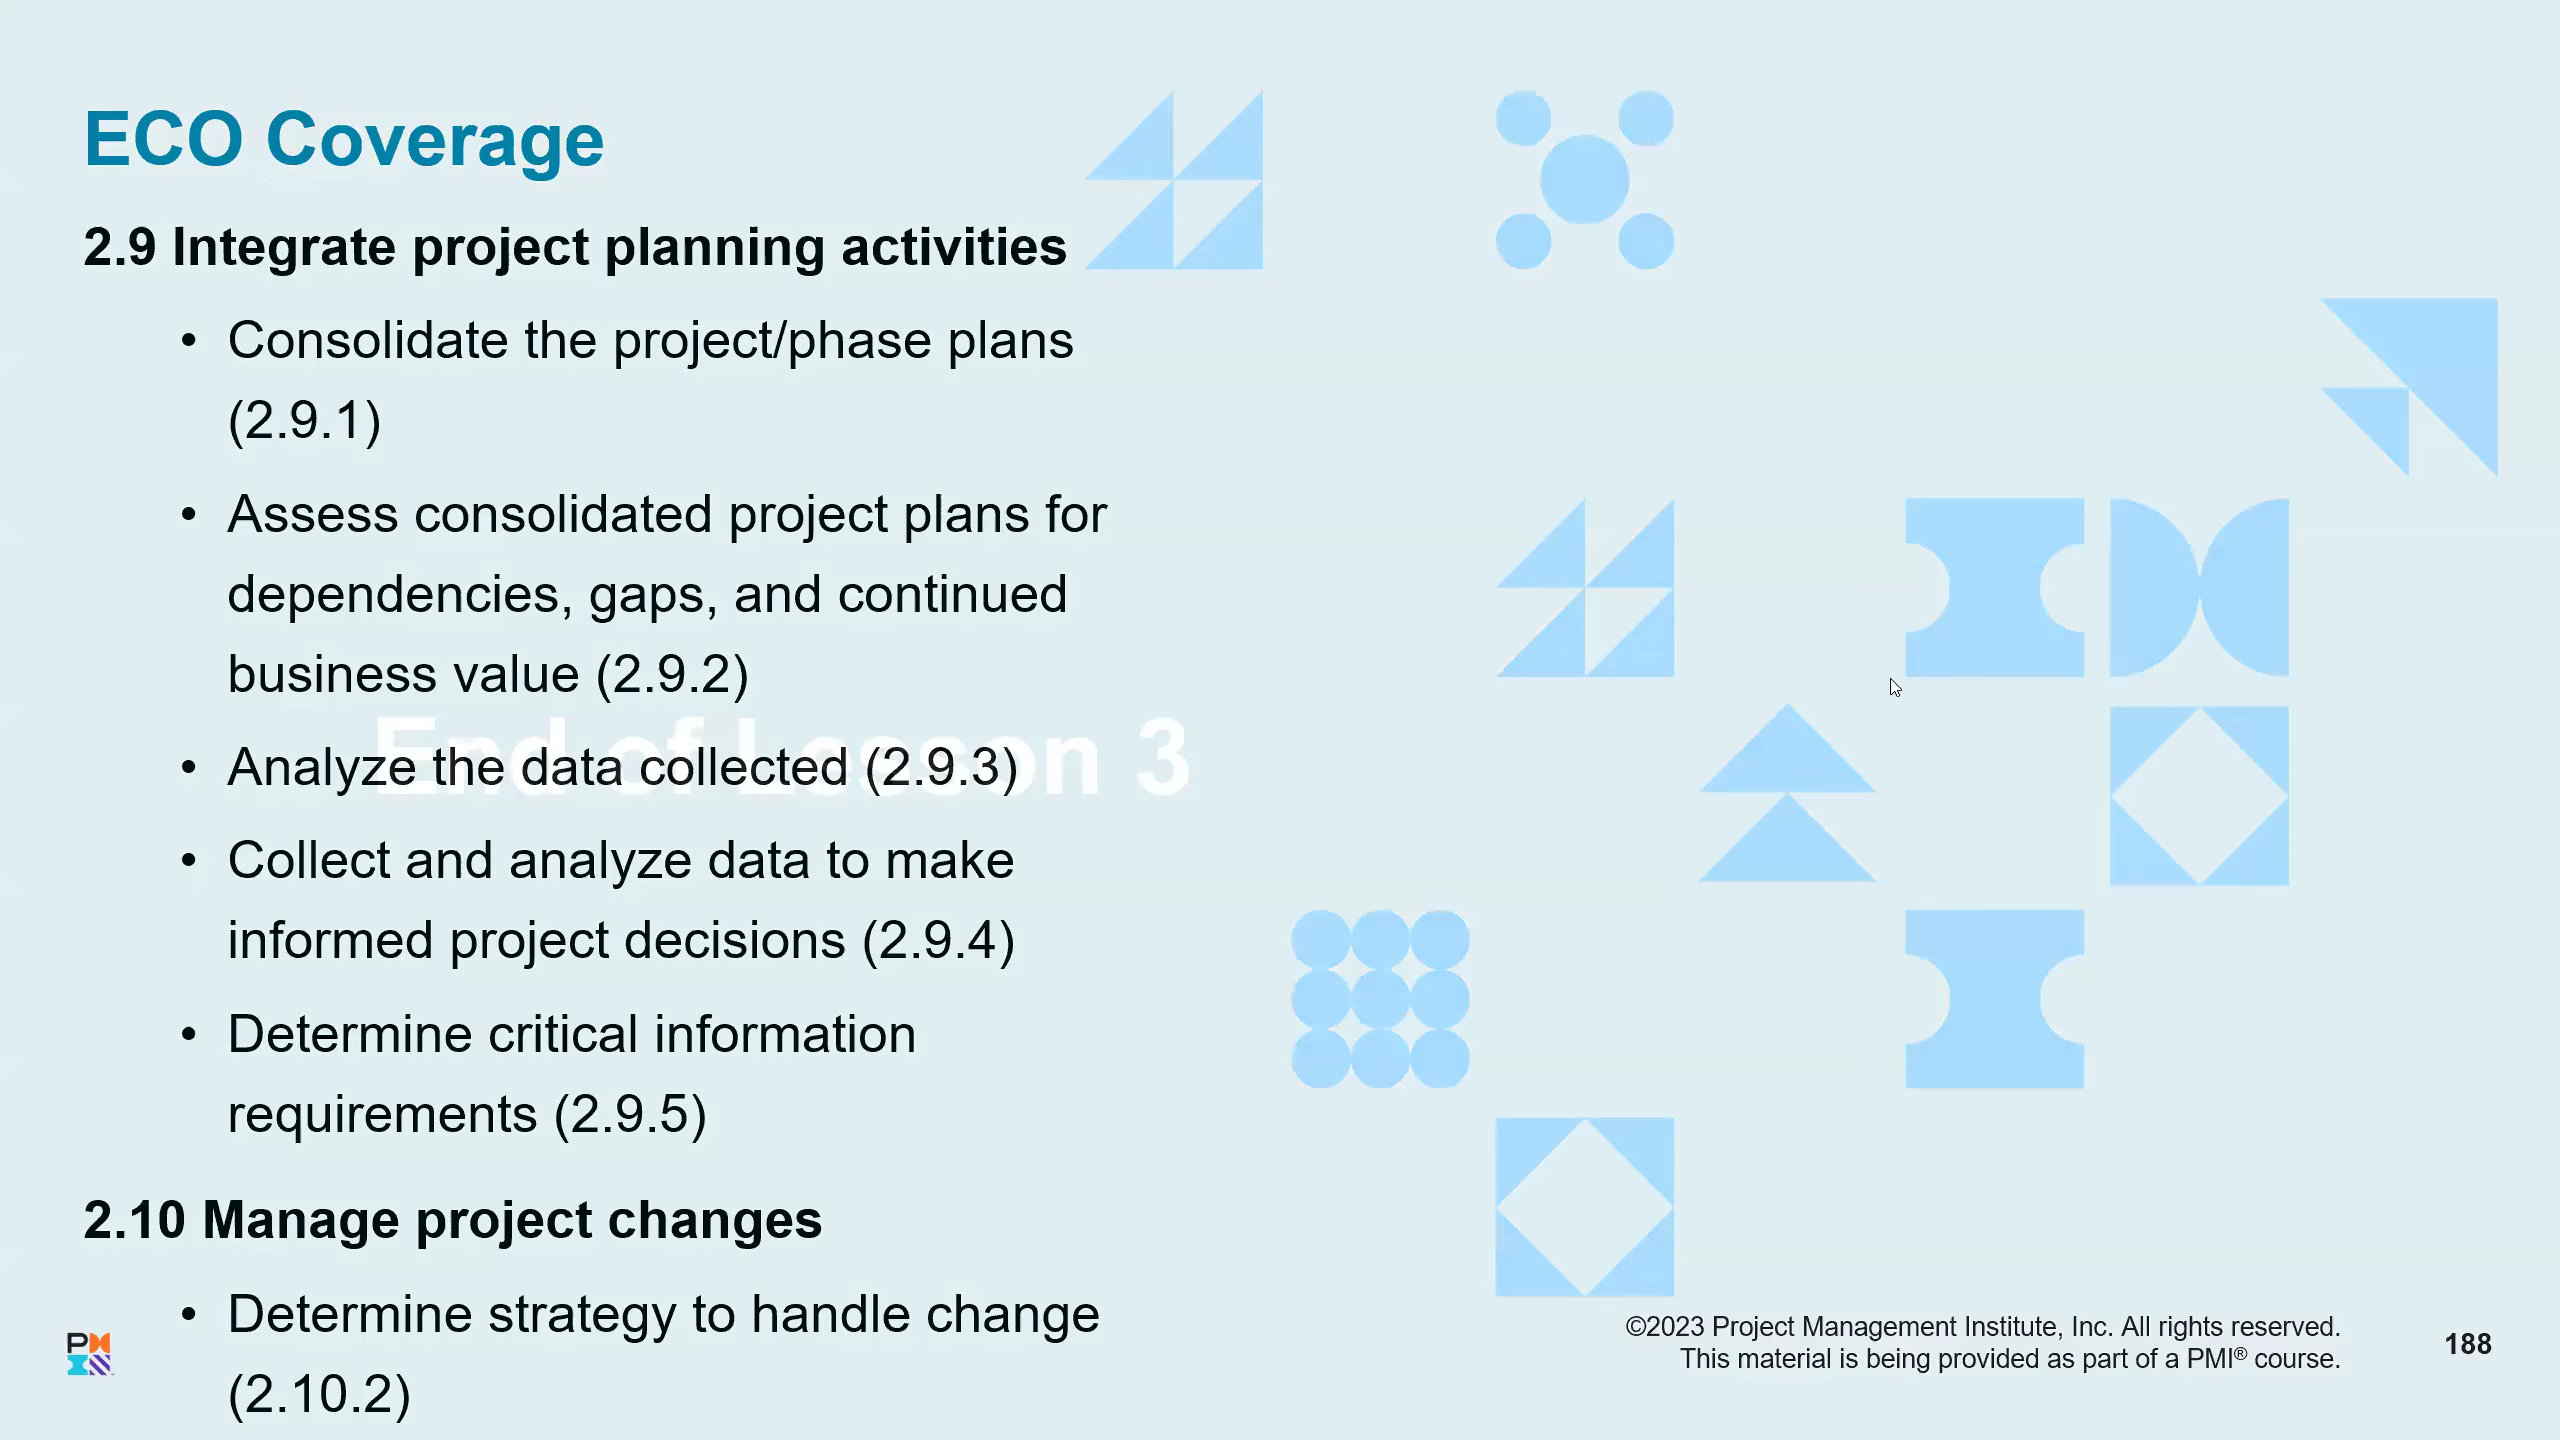 ECO Coverage
2.9 Integrate project planning activities
• Consolidate the project/phase plans
(2.9.1)
• Assess consolidated project plans for
dependencies, gaps, and continued
business value (2.9.2)
End of Lesson 3
• Analyze the data collected (2.9.3)
• Collect and analyze data to make
informed project decisions (2.9.4)
• Determine critical information
requirements (2.9.5)
2.10 Manage project changes
• Determine strategy to handle change
(2.10.2)
©2023 Project Management Institute, Inc. All rights reserved.
This material is being provided as part of a PMI® course.
188